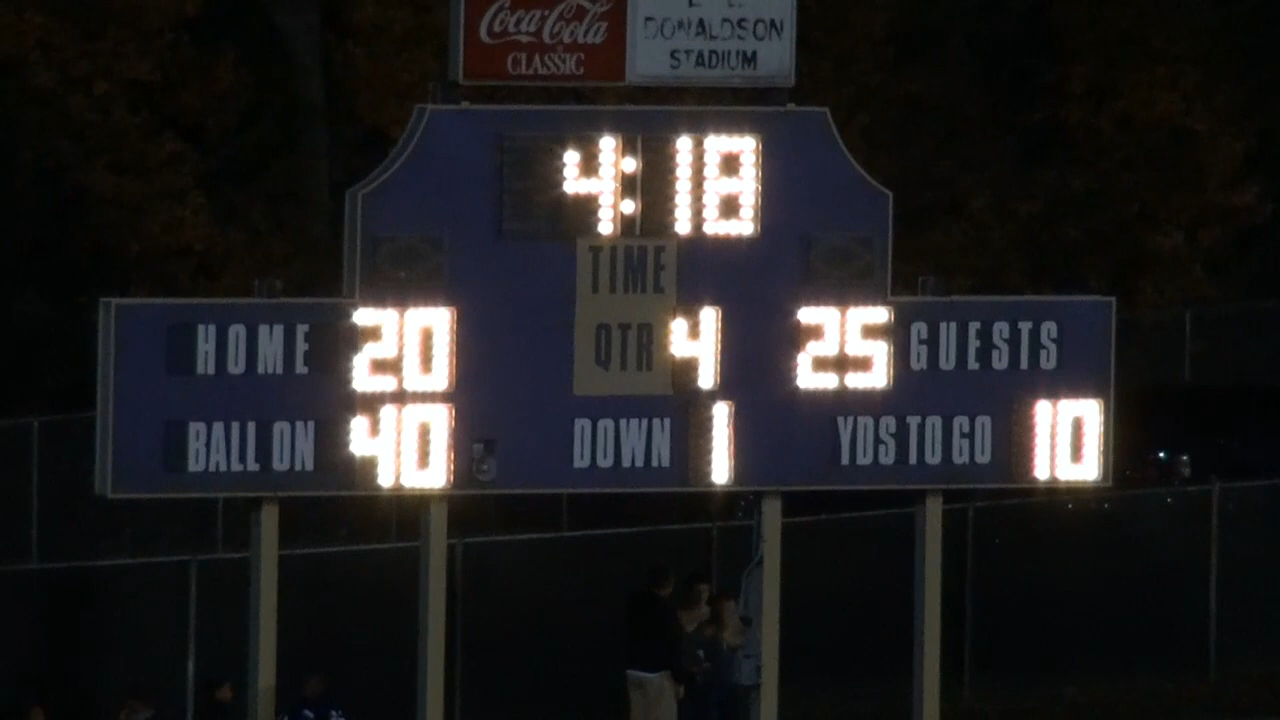 Coca-Cola
CLASSIC
DONALDSON
STADIUM
4:18
TIME
HOME 20 QTR 4 25 GUESTS
BALL ON 40 DOWN 1 YDS TO GO 10